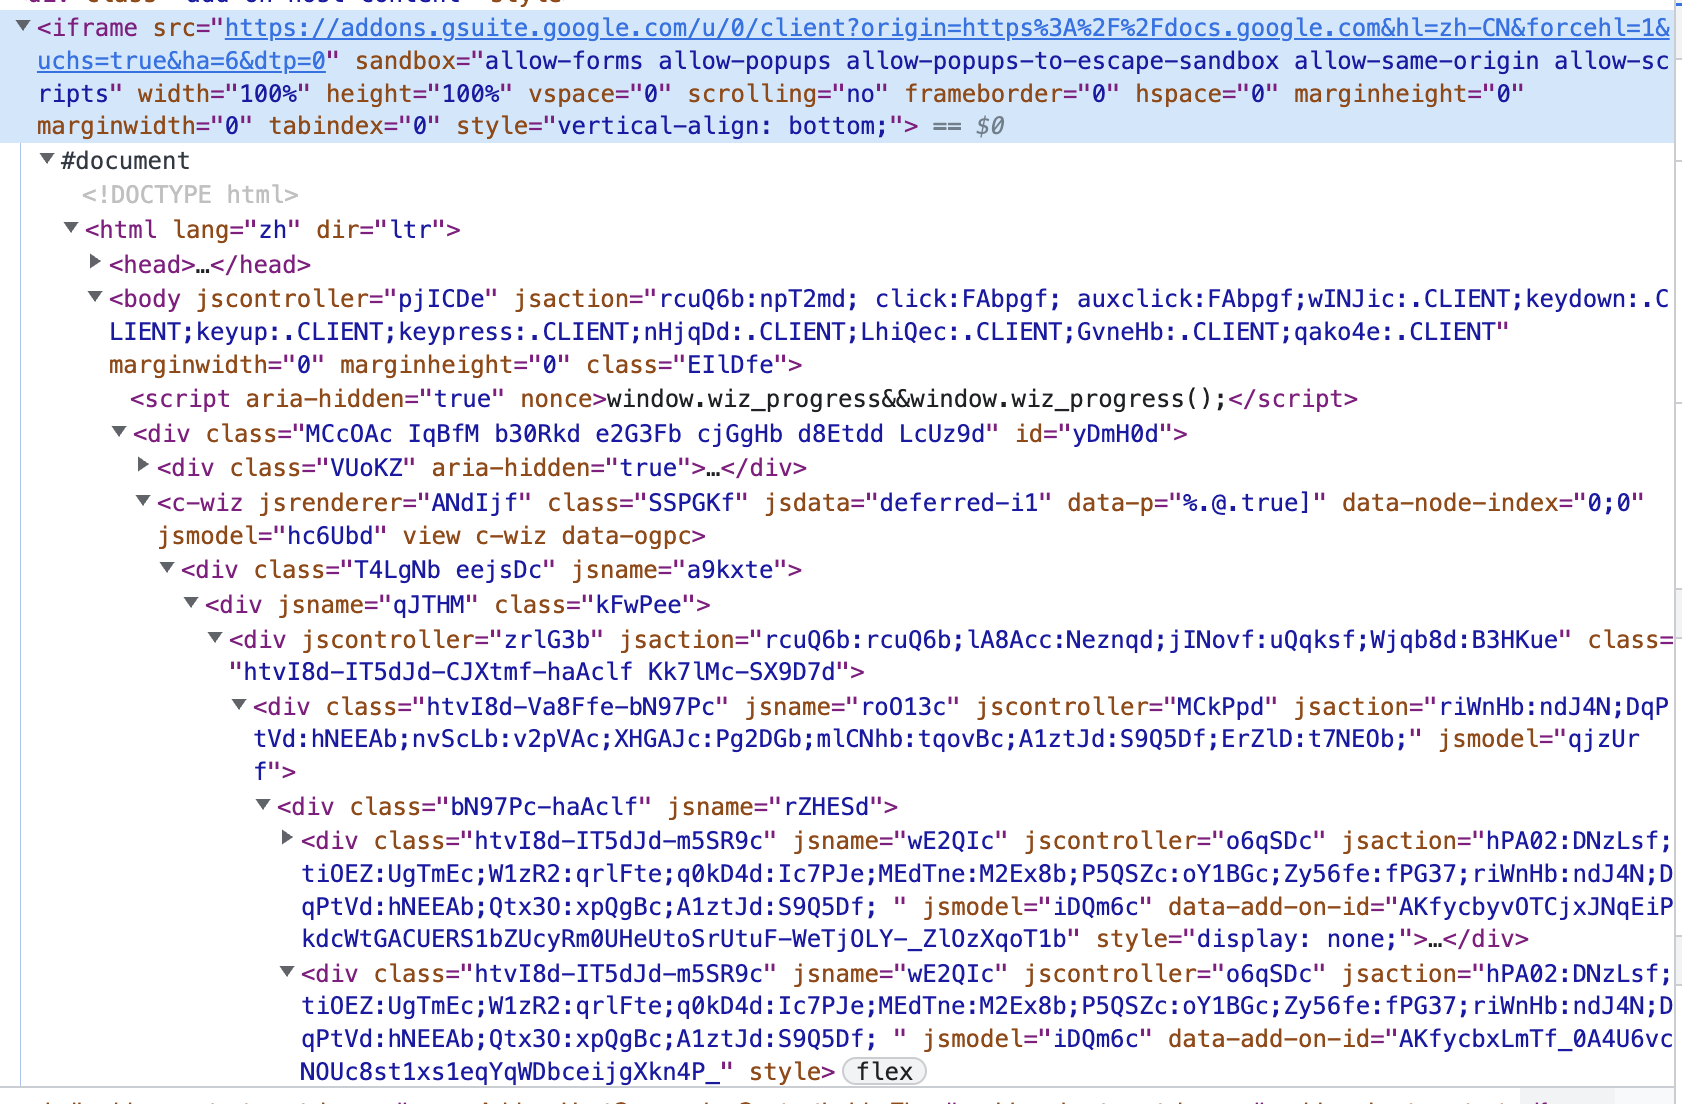 <iframe src="https://addons.gsuite.google.com/u/0/client?origin=https%3A%2F%2Fdocs.google.com&hl=zh-CN&forcehl=1&
uchs=true&ha=6&dtp=0" sandbox="allow-forms allow-popups allow-popups-to-escape-sandbox allow-same-origin allow-sc
ripts" width="100%" height="100%" vspace="0" scrolling="no" frameborder="0" hspace="0" marginheight="0"
marginwidth="0" tabindex="0" style="vertical-align: bottom;"> == $0
#document
<!DOCTYPE html>
<html lang="zh" dir="ltr">
<head>…</head>
<body jscontroller="pjICDe" jsaction="rcuQ6b:npT2md; click:FAbpgf; auxclick:FAbpgf;wINJic:.CLIENT;keydown:.C
LIENT;keyup:.CLIENT;keypress:.CLIENT;nHjqDd:.CLIENT;LhiQec:.CLIENT;GvneHb:.CLIENT;qako4e:.CLIENT"
marginwidth="0" marginheight="0" class="EIlDfe">
<script aria-hidden="true" nonce>window.wiz_progress&&window.wiz_progress();</script>
<div class="MCcOAc IqBfM b30Rkd e2G3Fb cjGgHb d8Etdd LcUz9d" id="yDmH0d">
<div class="VUoKZ" aria-hidden="true">…</div>
<c-wiz jsrenderer="ANdIjf" class="SSPGKf" jsdata="deferred-i1" data-p="%.@.true]" data-node-index="0;0"
jsmodel="hc6Ubd" view c-wiz data-ogpc>
<div class="T4LgNb eejsDc" jsname="a9kxte">
<div jsname="qJTHM" class="kFwPee">
<div jscontroller="zrlG3b" jsaction="rcuQ6b:rcuQ6b;lA8Acc:Neznqd;jINovf:uQqksf;Wjqb8d:B3HKue" class=
"htvI8d-IT5dJd-CJXtmf-haAclf Kk7lMc-SX9D7d">
<div class="htvI8d-Va8Ffe-bN97Pc" jsname="roO13c" jscontroller="MCkPpd" jsaction="riWnHb:ndJ4N;DqP
tVd:hNEEAb;nvScLb:v2pVAc;XHGAJc:Pg2DGb;mlCNhb:tqovBc;A1ztJd:S9Q5Df;ErZlD:t7NEOb;" jsmodel="qjzUr
f">
<div class="bN97Pc-haAclf" jsname="rZHESd">
<div class="htvI8d-IT5dJd-m5SR9c" jsname="wE2QIc" jscontroller="o6qSDc" jsaction="hPA02:DNzLsf;
tiOEZ:UgTmEc;W1zR2:qrlFte;q0kD4d:Ic7PJe;MEdTne:M2Ex8b;P5QSZc:oY1BGc;Zy56fe:fPG37;riWnHb:ndJ4N;D
qPtVd:hNEEAb;Qtx3O:xpQgBc;A1ztJd:S9Q5Df; " jsmodel="iDQm6c" data-add-on-id="AKfycbyvOTCjxJNqEiP
kdcWtGACUERS1bZUcyRm0UHeUtoSrUtuF-WeTjOLY-_ZlOzXqoT1b" style="display: none;">…</div>
<div class="htvI8d-IT5dJd-m5SR9c" jsname="wE2QIc" jscontroller="o6qSDc" jsaction="hPA02:DNzLsf;
tiOEZ:UgTmEc;W1zR2:qrlFte;q0kD4d:Ic7PJe;MEdTne:M2Ex8b;P5QSZc:oY1BGc;Zy56fe:fPG37;riWnHb:ndJ4N;D
qPtVd:hNEEAb;Qtx3O:xpQgBc;A1ztJd:S9Q5Df; " jsmodel="iDQm6c" data-add-on-id="AKfycbxLmTf_0A4U6vc
NOUc8st1xs1eqYqWDbceijgXkn4P_" style> flex